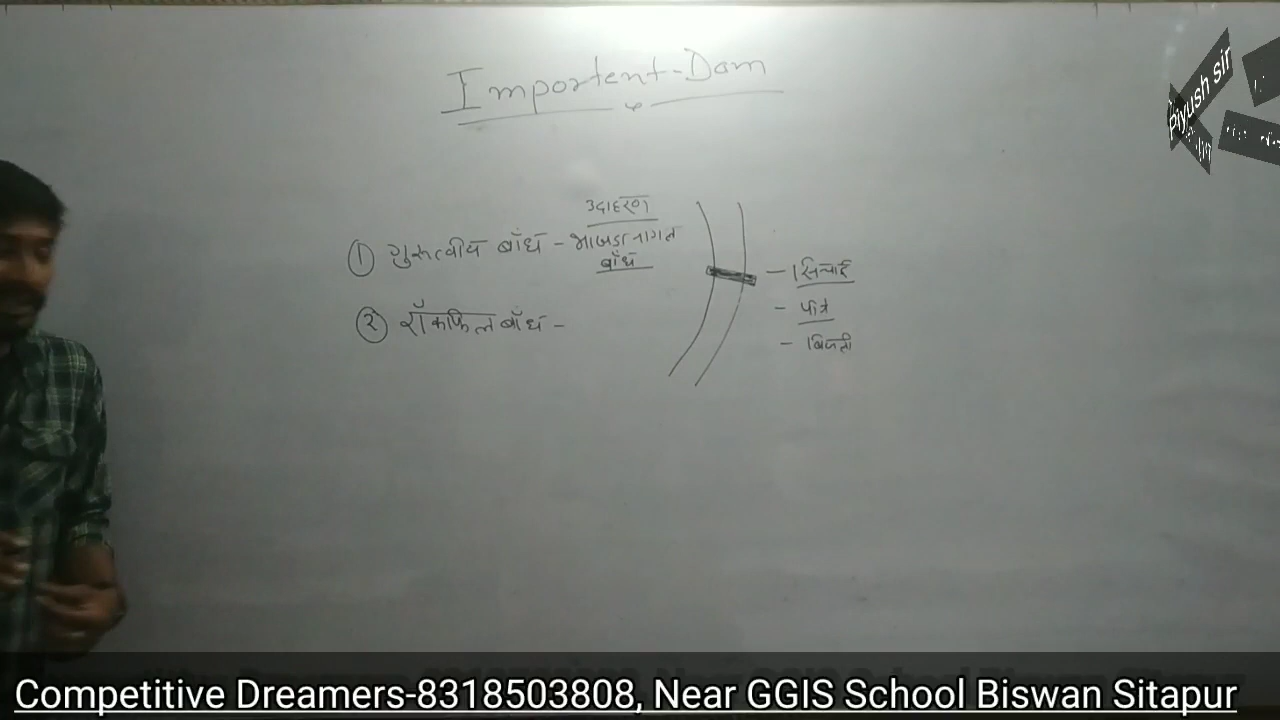 Importent-Dam
उदाहरण
① गुरुत्वीय बाँध - भाखडा नागल
बाँध
② रॉकफिल बाँध -
- सिचाई
- पीने
- बिजली
Piyush sir
Competitive Dreamers-8318503808, Near GGIS School Biswan Sitapur